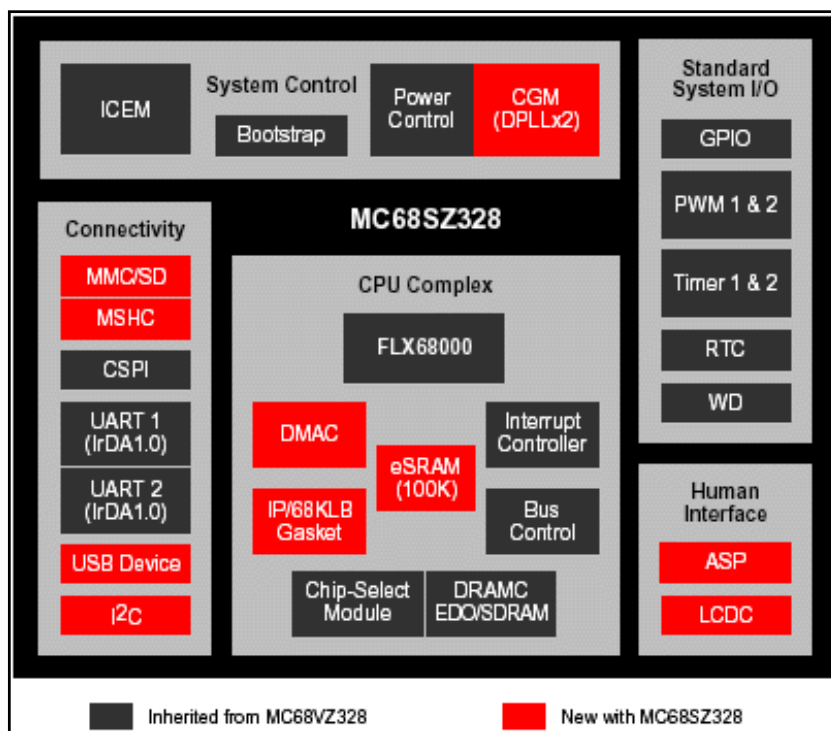 System Control
ICEM
Bootstrap
Power
Control
CGM
(DPLLx2)
Standard
System I/O
GPIO
PWM 1 & 2
Timer 1 & 2
RTC
WD
MC68SZ328
Connectivity
MMC/SD
MSHC
CSPI
UART 1
(IrDA1.0)
UART 2
(IrDA1.0)
USB Device
I²C
CPU Complex
FLX68000
DMAC
eSRAM
(100K)
Interrupt
Controller
IP/68KLB
Gasket
Bus
Control
Chip-Select
Module
DRAMC
EDO/SDRAM
Human
Interface
ASP
LCDC
Inherited from MC68VZ328
New with MC68SZ328